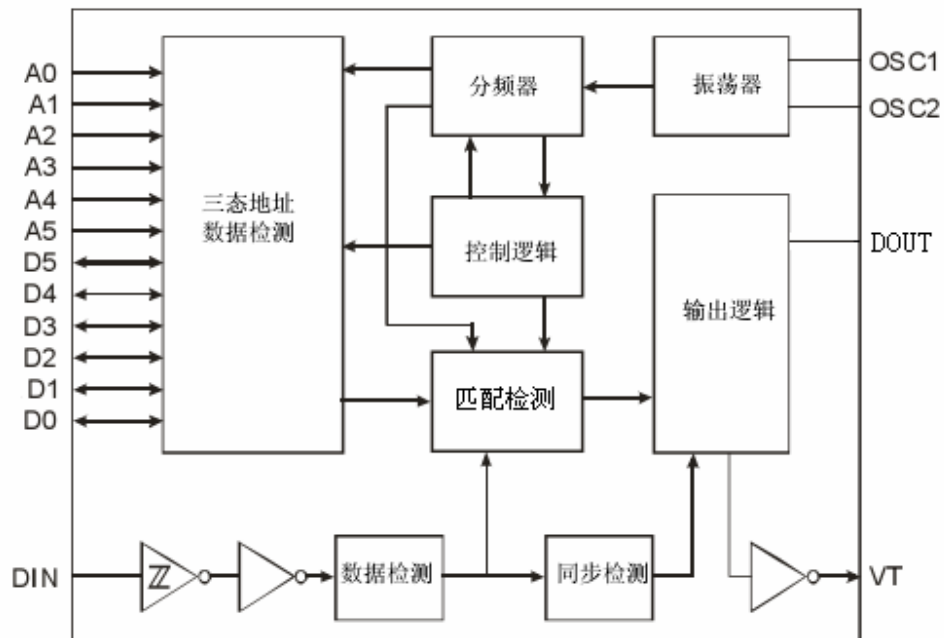 A0
A1
A2
A3
A4
A5
D5
D4
D3
D2
D1
D0
DIN
三态地址
数据检测
分频器
振荡器
控制逻辑
匹配检测
输出逻辑
数据检测
同步检测
OSC1
OSC2
DOUT
VT